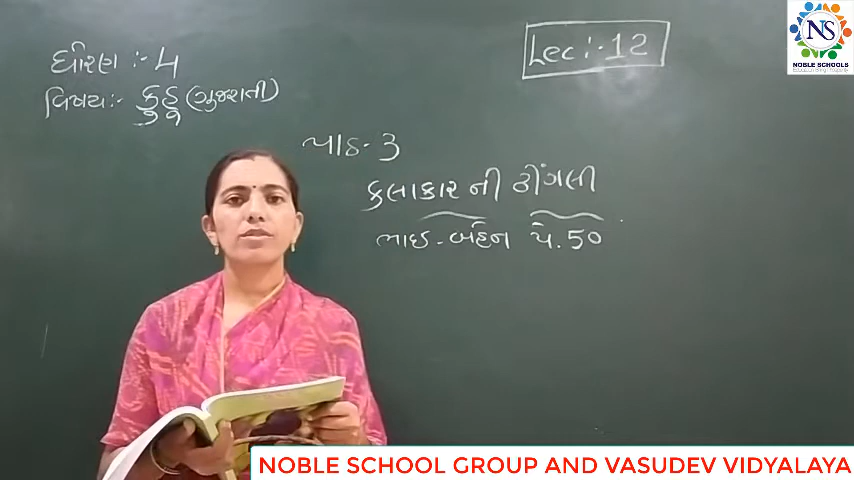 Lec :- 12
NS
NOBLE SCHOOLS
ધોરણ :- 4
વિષય :- કુહૂ (ગુજરાતી)
પાઠ - 3
કલાકાર ની ઢીંગલી
ભાઇ - બહેન પે. 50
NOBLE SCHOOL GROUP AND VASUDEV VIDYALAYA